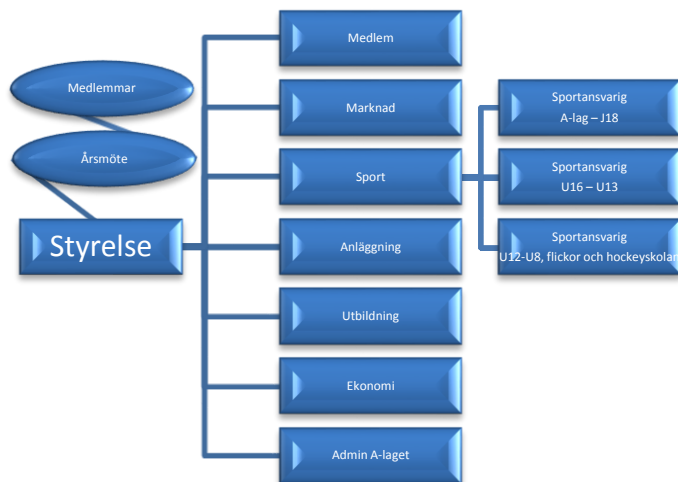 Medlemmar
Årsmöte
Styrelse
Medlem
Marknad
Sport
Anläggning
Utbildning
Ekonomi
Admin A-laget
Sportansvarig
A-lag – J18
Sportansvarig
U16 – U13
Sportansvarig
U12-U8, flickor och hockeyskolan